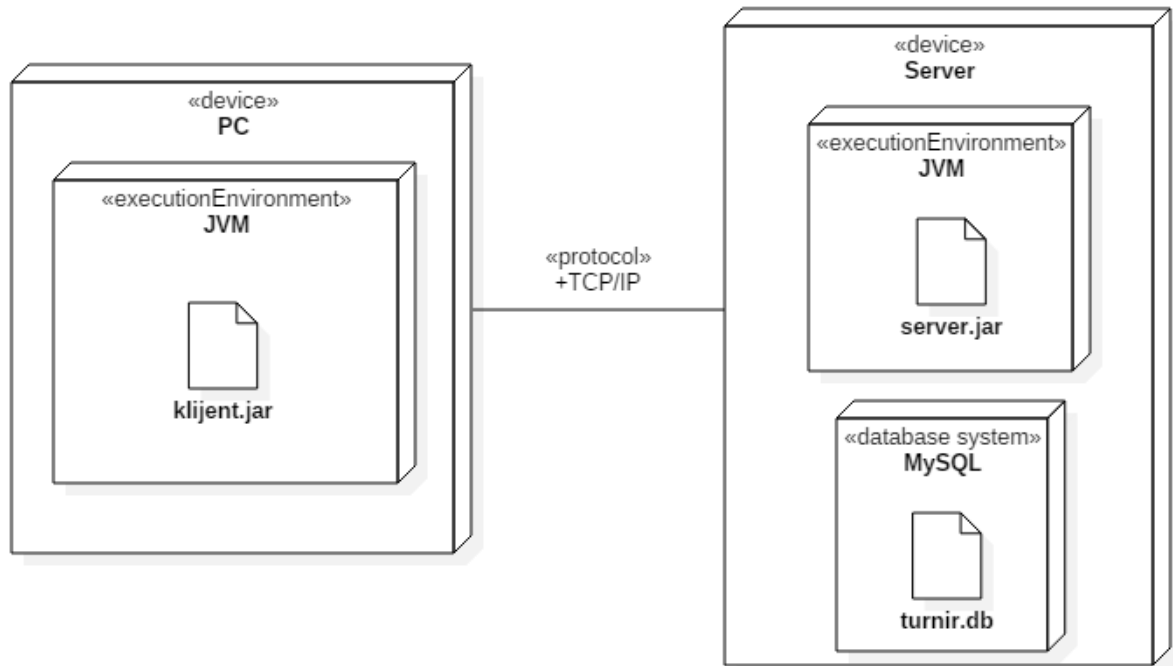 «device»
PC
«executionEnvironment»
JVM
klijent.jar
«protocol»
+TCP/IP
«device»
Server
«executionEnvironment»
JVM
server.jar
«database system»
MySQL
turnir.db